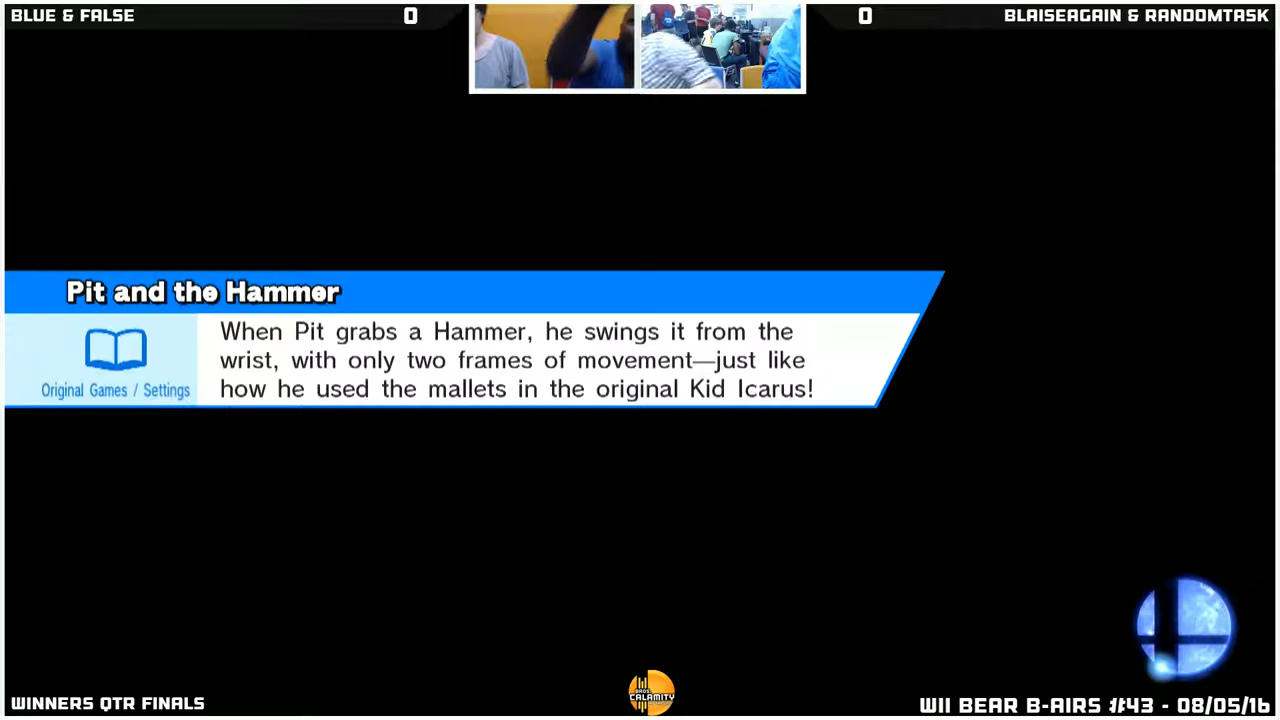 BLUE & FALSE
0
0
BLAISEAGAIN & RANDOMTASK
Pit and the Hammer
When Pit grabs a Hammer, he swings it from the
wrist, with only two frames of movement—just like
how he used the mallets in the original Kid Icarus!
Original Games / Settings
WINNERS QTR FINALS
CALAMITY
WII BEAR B-AIRS #43 - 08/05/16